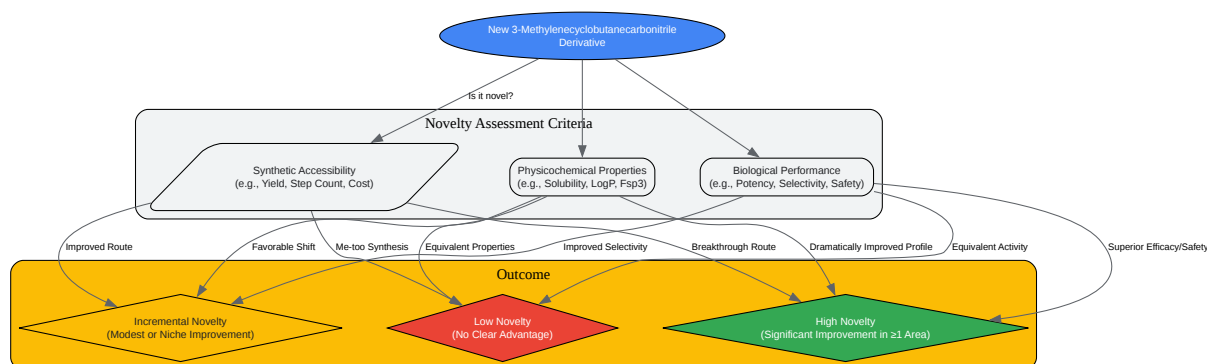 New 3-Methylenecyclobutanecarbonitrile
Derivative
Is it novel?
Novelty Assessment Criteria
Synthetic Accessibility
(e.g., Yield, Step Count, Cost)
Physicochemical Properties
(e.g., Solubility, LogP, Fsp3)
Biological Performance
(e.g., Potency, Selectivity, Safety)
Improved Route
Favorable Shift
Me-too Synthesis
Equivalent Properties
Improved Selectivity
Breakthrough Route
Dramatically Improved Profile
Equivalent Activity
Superior Efficacy/Safety
Outcome
Incremental Novelty
(Modest or Niche Improvement)
Low Novelty
(No Clear Advantage)
High Novelty
(Significant Improvement in ≥1 Area)